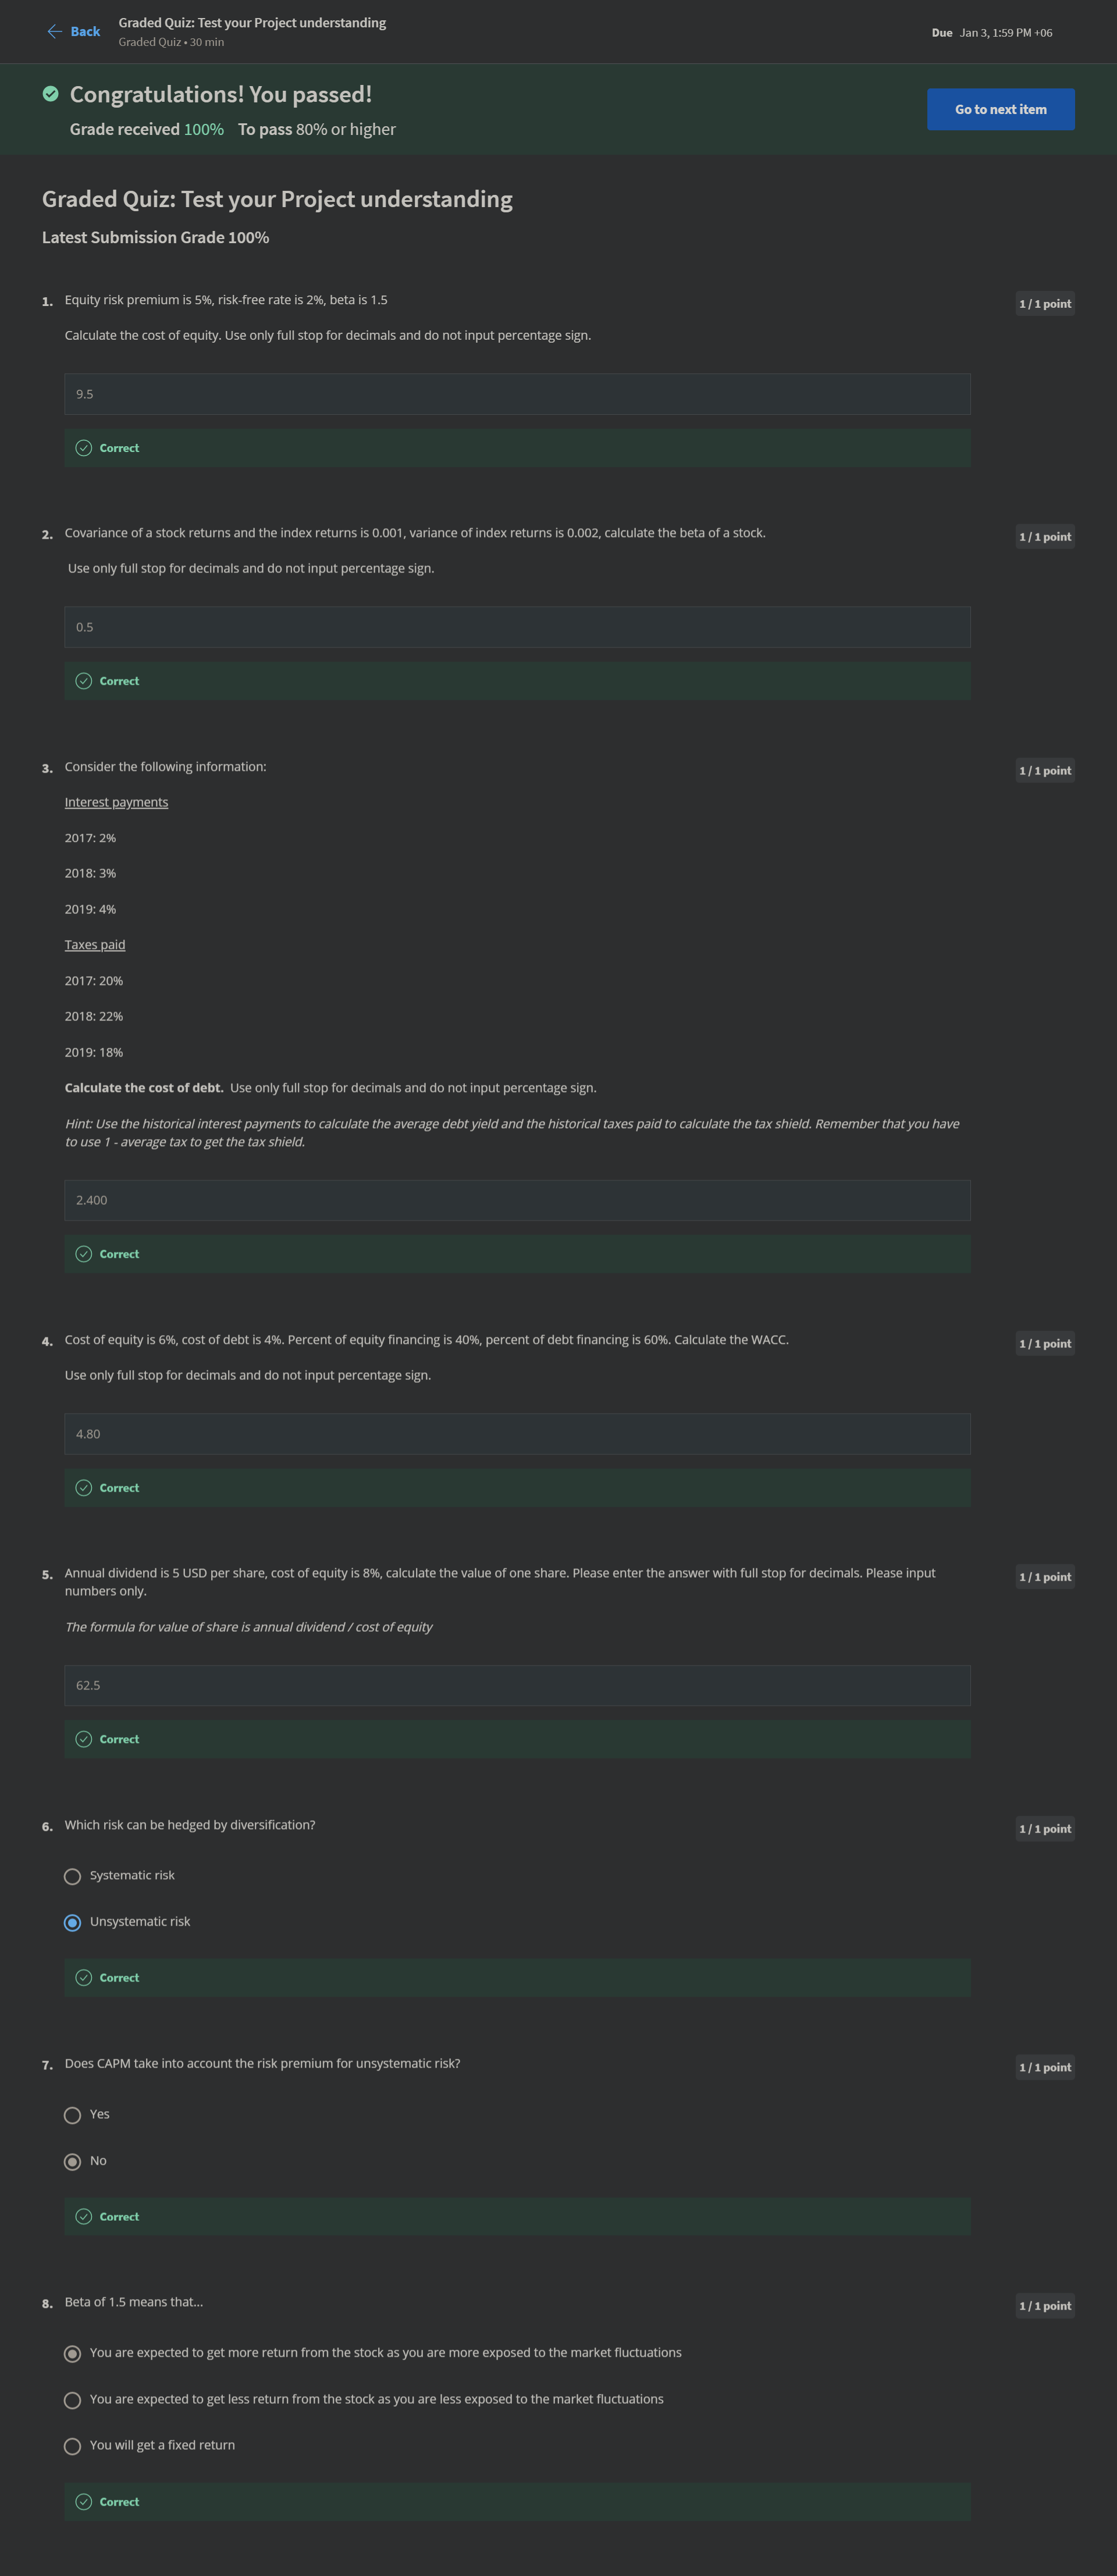 Back
Graded Quiz: Test your Project understanding
Graded Quiz • 30 min
Due Jan 3, 1:59 PM +06
Congratulations! You passed!
Grade received 100% To pass 80% or higher
Go to next item
Graded Quiz: Test your Project understanding
Latest Submission Grade 100%
1. Equity risk premium is 5%, risk-free rate is 2%, beta is 1.5
1 / 1 point
Calculate the cost of equity. Use only full stop for decimals and do not input percentage sign.
9.5
Correct
2. Covariance of a stock returns and the index returns is 0.001, variance of index returns is 0.002, calculate the beta of a stock.
1 / 1 point
Use only full stop for decimals and do not input percentage sign.
0.5
Correct
3. Consider the following information:
1 / 1 point
Interest payments
2017: 2%
2018: 3%
2019: 4%
Taxes paid
2017: 20%
2018: 22%
2019: 18%
Calculate the cost of debt. Use only full stop for decimals and do not input percentage sign.
Hint: Use the historical interest payments to calculate the average debt yield and the historical taxes paid to calculate the tax shield. Remember that you have
to use 1 - average tax to get the tax shield.
2.400
Correct
4. Cost of equity is 6%, cost of debt is 4%. Percent of equity financing is 40%, percent of debt financing is 60%. Calculate the WACC.
1 / 1 point
Use only full stop for decimals and do not input percentage sign.
4.80
Correct
5. Annual dividend is 5 USD per share, cost of equity is 8%, calculate the value of one share. Please enter the answer with full stop for decimals. Please input
numbers only.
1 / 1 point
The formula for value of share is annual dividend / cost of equity
62.5
Correct
6. Which risk can be hedged by diversification?
1 / 1 point
Systematic risk
Unsystematic risk
Correct
7. Does CAPM take into account the risk premium for unsystematic risk?
1 / 1 point
Yes
No
Correct
8. Beta of 1.5 means that...
1 / 1 point
You are expected to get more return from the stock as you are more exposed to the market fluctuations
You are expected to get less return from the stock as you are less exposed to the market fluctuations
You will get a fixed return
Correct